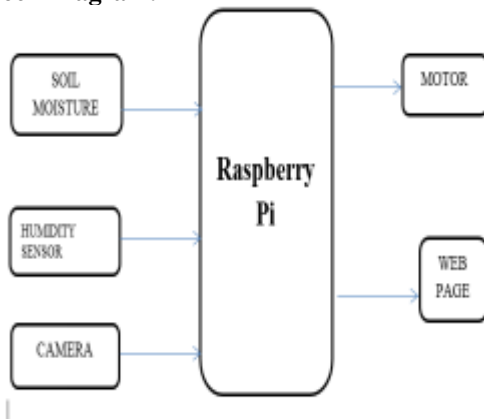 SOIL
MOISTURE
HUMIDITY
SENSOR
CAMERA
Raspberry
Pi
MOTOR
WEB
PAGE